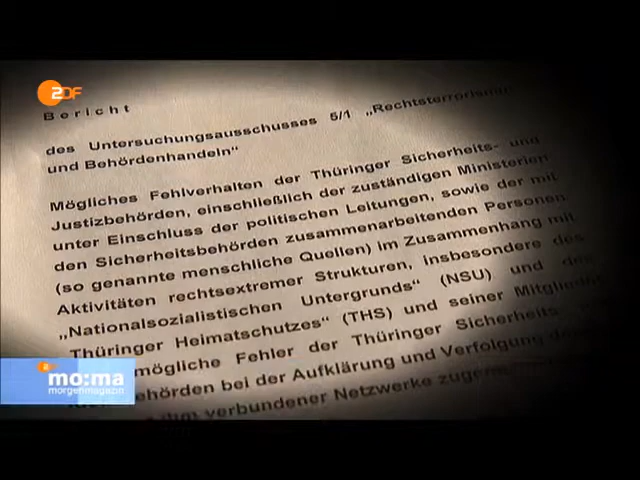 ZDF
Bericht
des Untersuchungsausschusses 5/1 „Rechtsterrorismus
und Behördenhandeln“
Mögliches Fehlverhalten der Thüringer Sicherheits- und
Justizbehörden, einschließlich der zuständigen Ministerien
unter Einschluss der politischen Leitungen, sowie der mit
den Sicherheitsbehörden zusammenarbeitenden Personen
(so genannte menschliche Quellen) im Zusammenhang mit
Aktivitäten rechtsextremer Strukturen, insbesondere des
„Nationalsozialistischen Untergrunds“ (NSU) und des
Thüringer Heimatschutzes“ (THS) und seiner Mitglieder
mögliche Fehler der Thüringer Sicherheits-
behörden bei der Aufklärung und Verfolgung
ihm verbundener Netzwerke
mo:ma
morgenmagazin